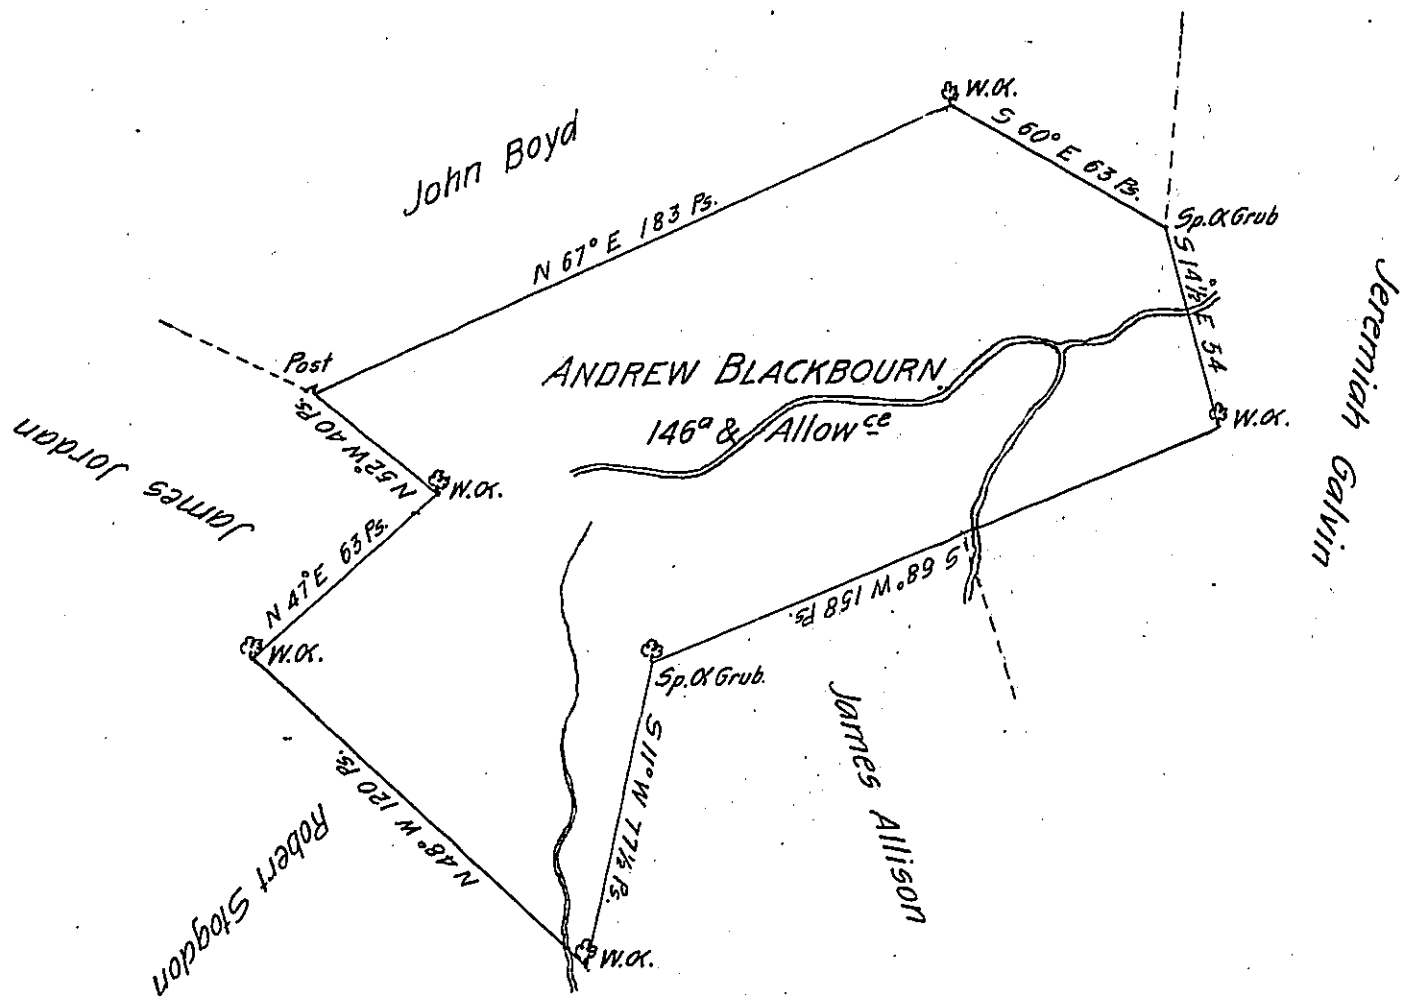 W.O.
S 60° E 63 Ps.
John Boyd
N 67° E 183 Ps.
Sp.O Grub
S 14½° E 54
Jeremiah Galvin
Post
ANDREW BLACKBOURN
146ᵃ & Allowᶜᵉ
N 52° W 40 Ps.
W.O.
W.O.
James Jordan
N 47° E 63 Ps.
W.O.
S 68° W 158 Ps.
Sp.O Grub.
James Allison
S 11° W 77½ Ps.
N 48° W 120 Ps.
Robert Stogdon
W.O.